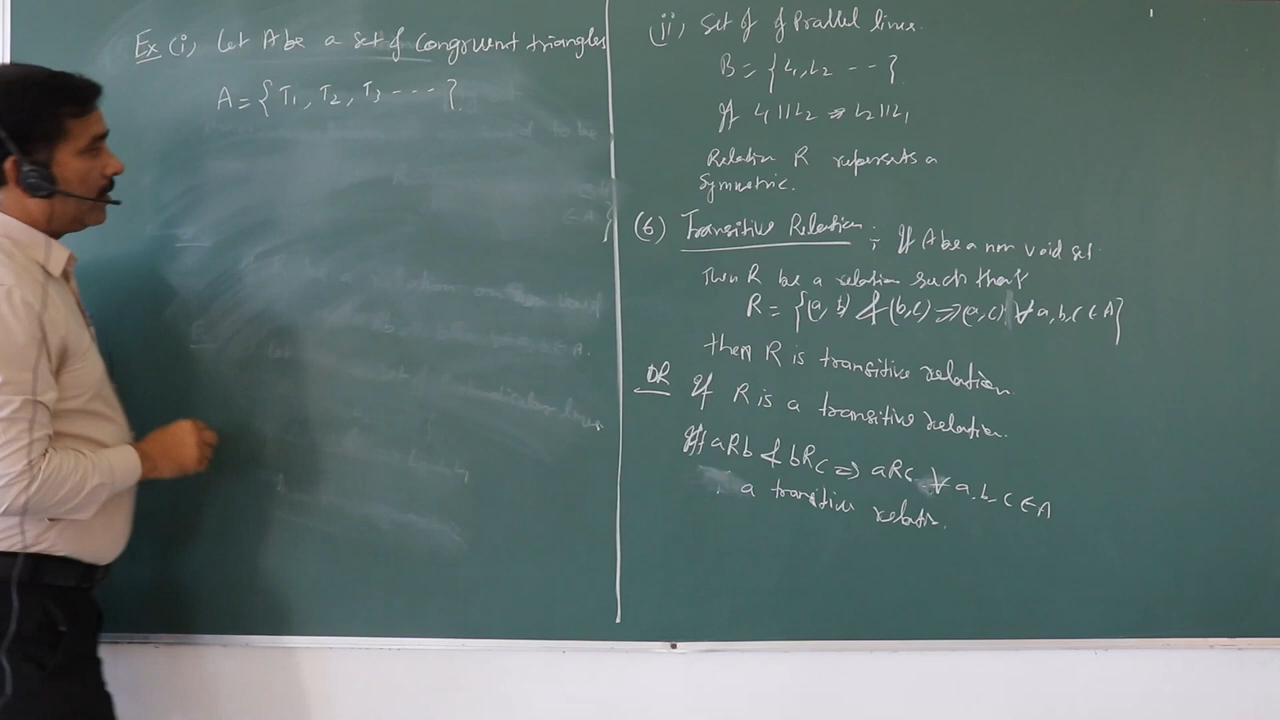 Ex (i), Let A be a set of Congruent triangles
A = { T₁, T₂, T₃ --- }
(ii), Set of of Parallel lines.
B = { L₁, L₂ --- }
If L₁ || L₂ ⇒ L₂ || L₁
Relation R represents a
Symmetric.
(6) Transitive Relation : If A be a non void set
Then R be a relation such that
R = {(a, b) & (b, c) ⇒ (a, c) ∀ a, b, c ∈ A}
then R is transitive relation
OR If R is a transitive relation.
Iff aRb & bRc ⇒ aRc ∀ a, b, c ∈ A
a transitive relatin.